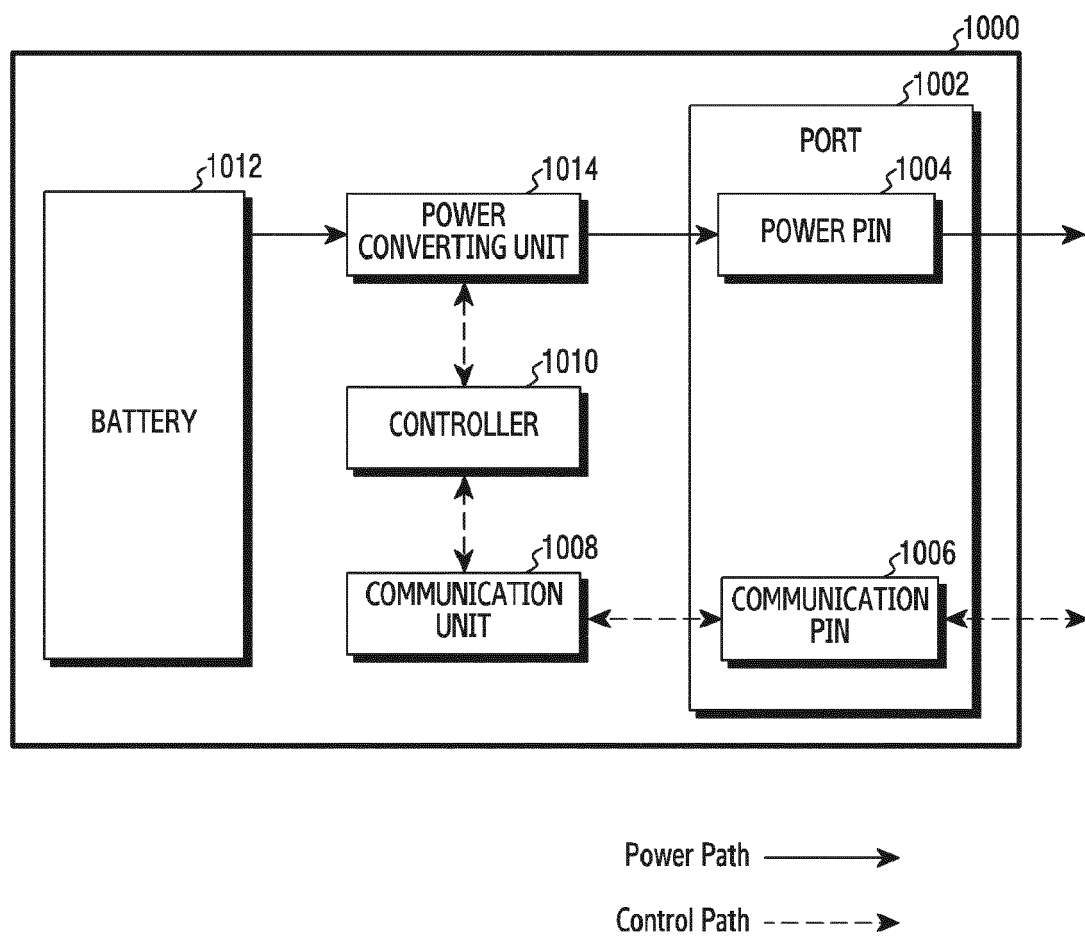 1000
1002
PORT
1012
1014
1004
POWER
CONVERTING UNIT
POWER PIN
1010
BATTERY
CONTROLLER
1008
1006
COMMUNICATION
UNIT
COMMUNICATION
PIN
Power Path
Control Path